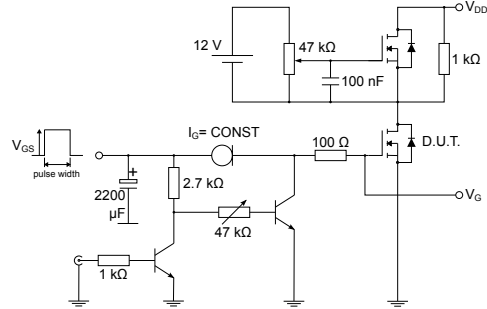 V_DD
12 V
47 kΩ
1 kΩ
100 nF
I_G= CONST
100 Ω
D.U.T.
V_GS
pulse width
+
2200
µF
2.7 kΩ
47 kΩ
V_G
1 kΩ